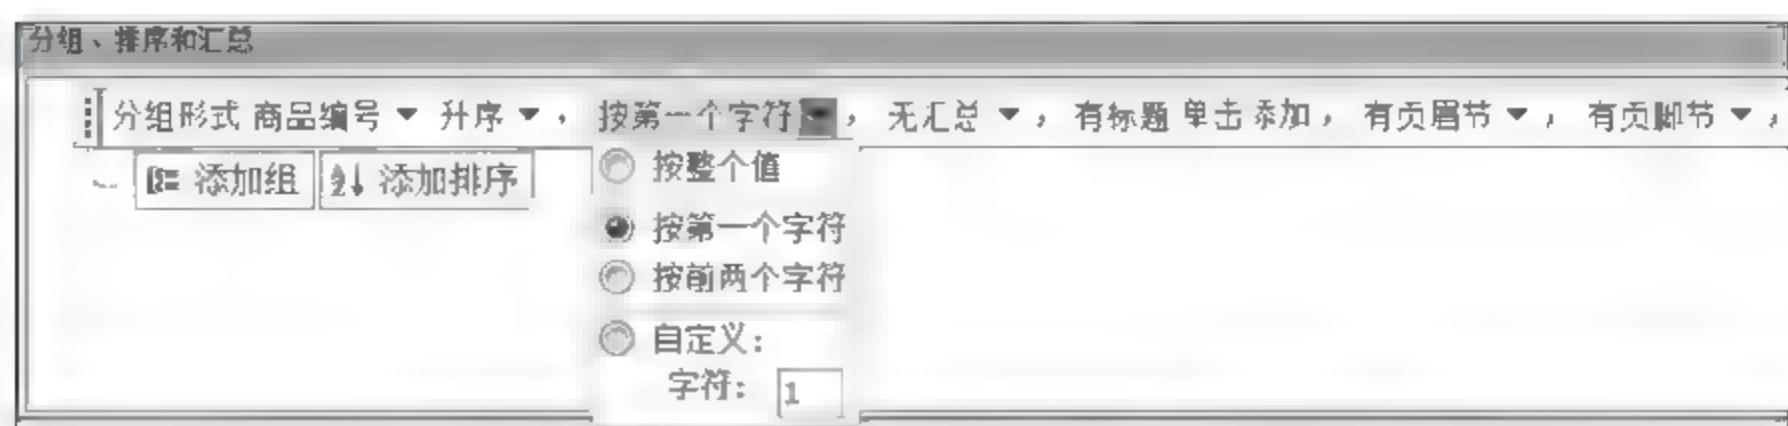 分组、排序和汇总
分组形式 商品编号 ▼ 升序 ▼ , 按第一个字符 ▼ , 无汇总 ▼ , 有标题 单击添加 , 有页眉节 ▼ , 有页脚节 ▼ ,
添加组 添加排序
按整个值
按第一个字符
按前两个字符
自定义:
字符: 1